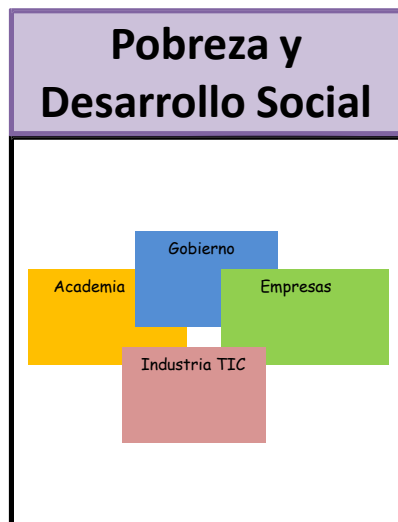 Pobreza y
Desarrollo Social
Gobierno
Academia
Empresas
Industria TIC